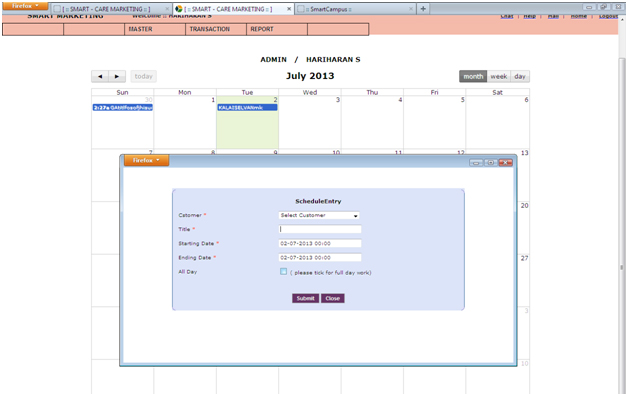 Firefox
[ :: SMART - CARE MARKETING :: ] × [ :: SMART - CARE MARKETING :: ] × :: SmartCampus :: × +
SMART MARKETING Welcome :: HARIHARAN S Chat | Help | Mail | Home | Logout
MASTER TRANSACTION REPORT
ADMIN / HARIHARAN S
today July 2013 month week day
Sun Mon Tue Wed Thu Fri Sat
30 1 2 3 4 5 6
2:27a KALAISELVANmic
7 8 9 10 11 12 13
Firefox
ScheduleEntry
Cstomer * Select Customer
Title *
Starting Date * 02-07-2013 00:00
Ending Date * 02-07-2013 00:00
All Day ( please tick for full day work)
Submit Close
20
27
3
10